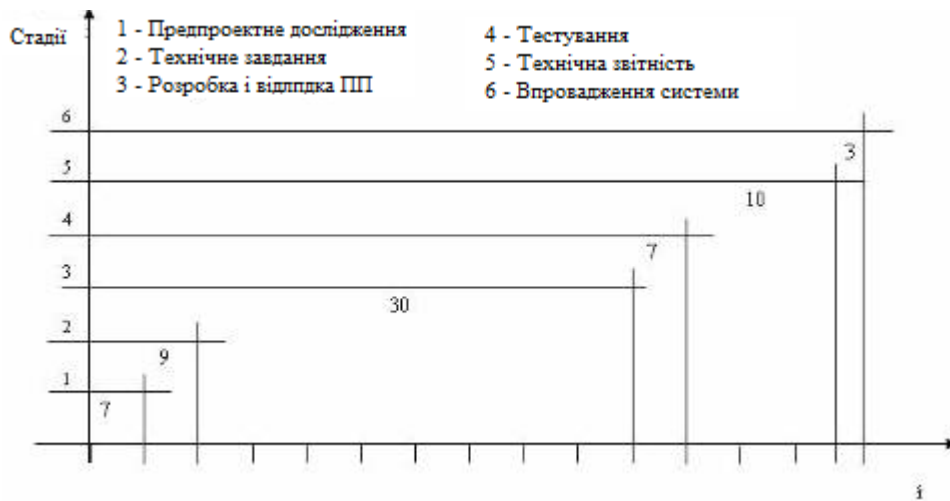 Стадії
1 - Предпроектне дослідження
2 - Технічне завдання
3 - Розробка і відлпдка ПП
4 - Тестування
5 - Технічна звітність
6 - Впровадження системи
6
3
5
10
4
7
3
30
2
9
1
7
i